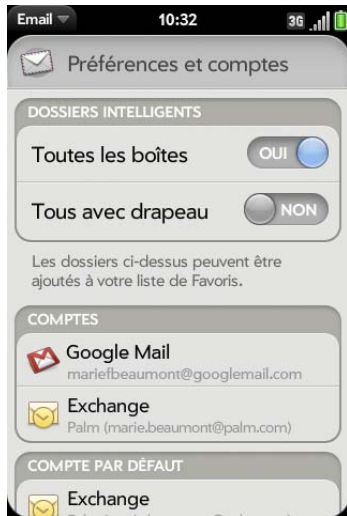 Email 10:32 3G
Préférences et comptes
DOSSIERS INTELLIGENTS
Toutes les boîtes OUI
Tous avec drapeau NON
Les dossiers ci-dessus peuvent être
ajoutés à votre liste de Favoris.
COMPTES
Google Mail
mariefbeaumont@googlemail.com
Exchange
Palm (marie.beaumont@palm.com)
COMPTE PAR DÉFAUT
Exchange